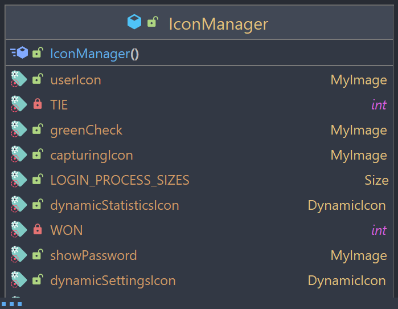 IconManager
IconManager()
userIcon MyImage
TIE int
greenCheck MyImage
capturingIcon MyImage
LOGIN_PROCESS_SIZES Size
dynamicStatisticsIcon DynamicIcon
WON int
showPassword MyImage
dynamicSettingsIcon DynamicIcon